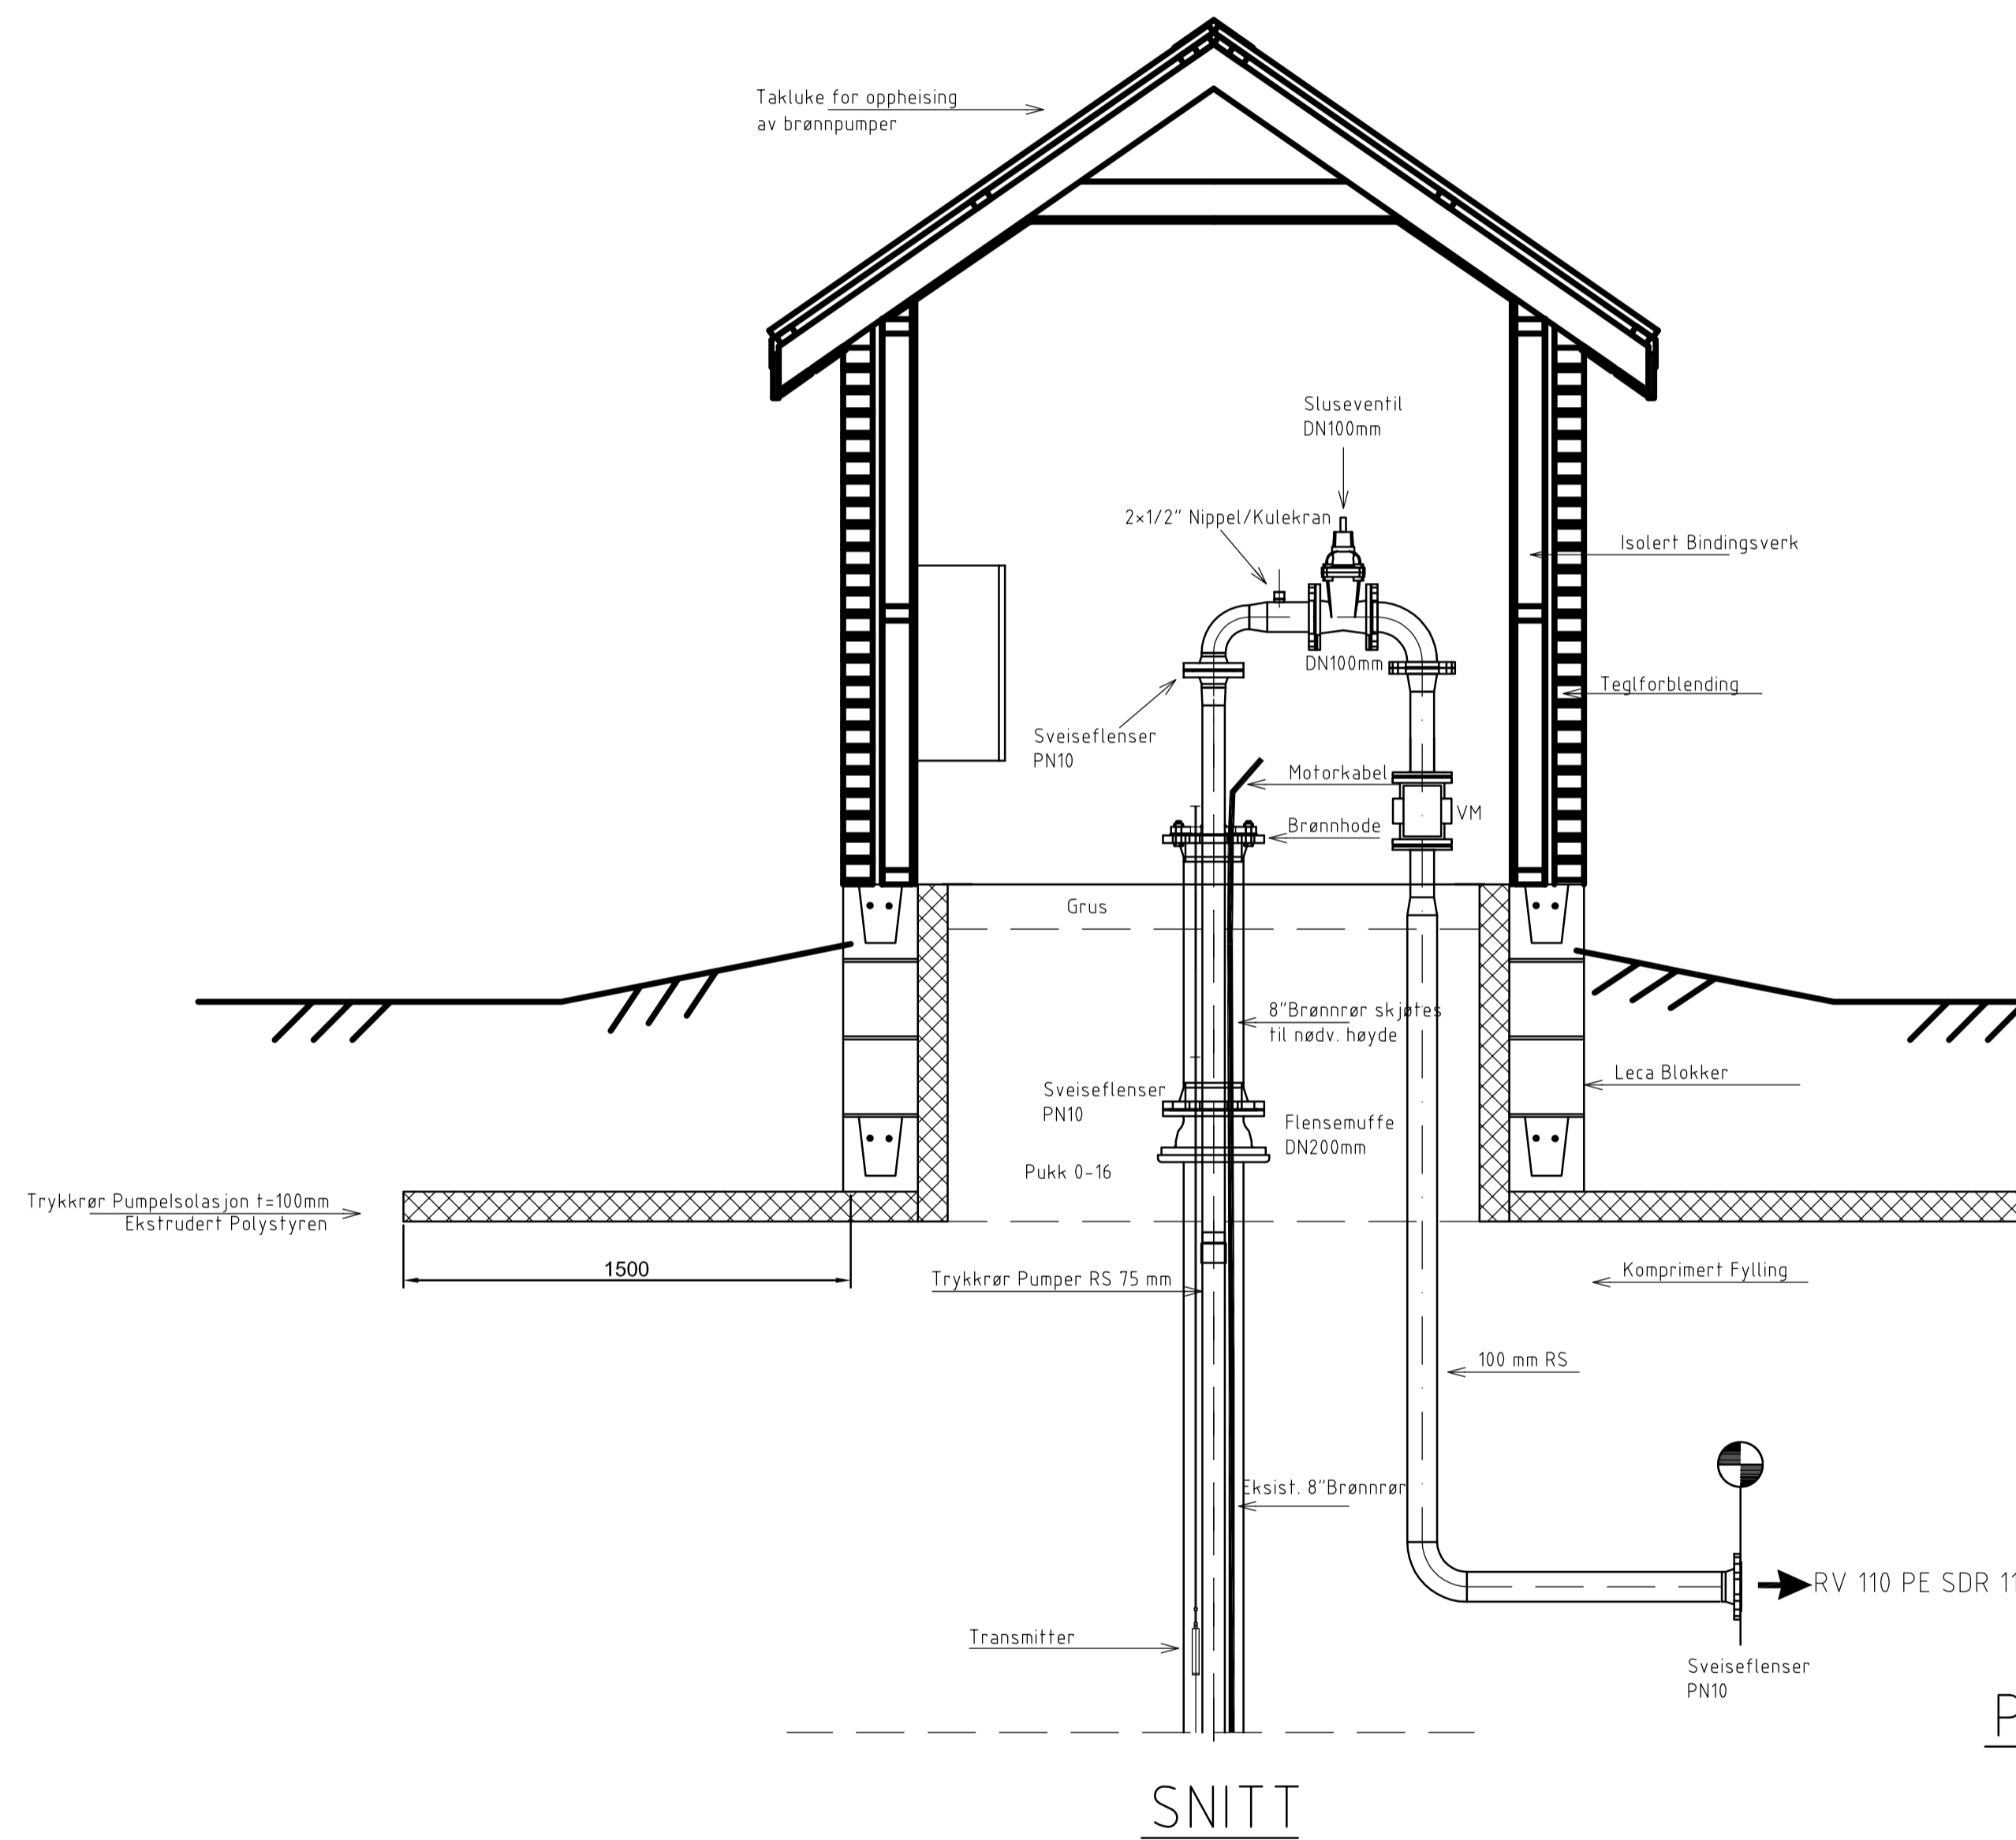 Takluke for oppheising
av brønnpumper
Sluseventil
DN100mm
2×1/2" Nippel/Kulekran
Isolert Bindingsverk
DN100mm
Teglforblending
Sveiseflenser
PN10
Motorkabel
VM
Brønnhode
Grus
8"Brønnrør skjøtes
til nødv. høyde
Leca Blokker
Sveiseflenser
PN10
Flensemuffe
DN200mm
Pukk 0-16
Trykkrør PumpeIsolasjon t=100mm
Ekstrudert Polystyren
1500
Trykkrør Pumper RS 75 mm
Komprimert Fylling
100 mm RS
Eksist. 8"Brønnrør
RV 110 PE SDR 11
Transmitter
Sveiseflenser
PN10
P
SNITT